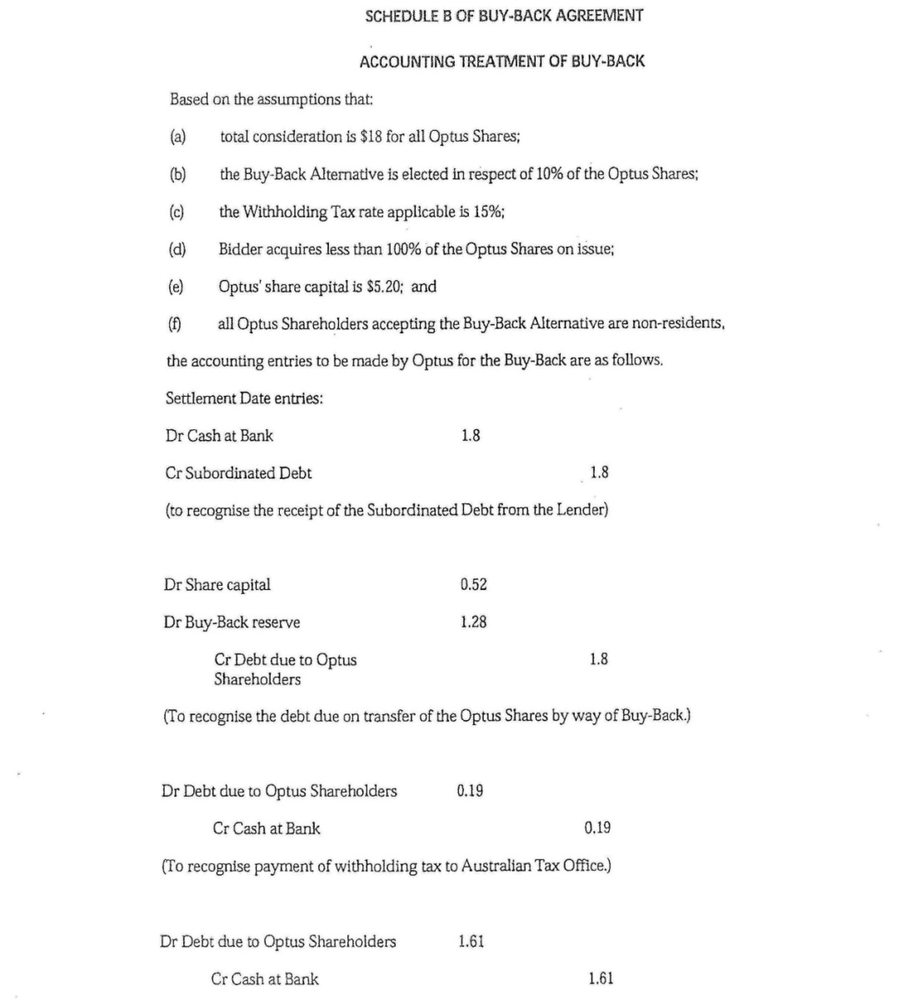 SCHEDULE B OF BUY-BACK AGREEMENT
ACCOUNTING TREATMENT OF BUY-BACK
Based on the assumptions that:
(a) total consideration is $18 for all Optus Shares;
(b) the Buy-Back Alternative is elected in respect of 10% of the Optus Shares;
(c) the Withholding Tax rate applicable is 15%;
(d) Bidder acquires less than 100% of the Optus Shares on issue;
(e) Optus' share capital is $5.20; and
(f) all Optus Shareholders accepting the Buy-Back Alternative are non-residents,
the accounting entries to be made by Optus for the Buy-Back are as follows.
Settlement Date entries:
Dr Cash at Bank 1.8
Cr Subordinated Debt 1.8
(to recognise the receipt of the Subordinated Debt from the Lender)
Dr Share capital 0.52
Dr Buy-Back reserve 1.28
Cr Debt due to Optus 1.8
Shareholders
(To recognise the debt due on transfer of the Optus Shares by way of Buy-Back.)
Dr Debt due to Optus Shareholders 0.19
Cr Cash at Bank 0.19
(To recognise payment of withholding tax to Australian Tax Office.)
Dr Debt due to Optus Shareholders 1.61
Cr Cash at Bank 1.61